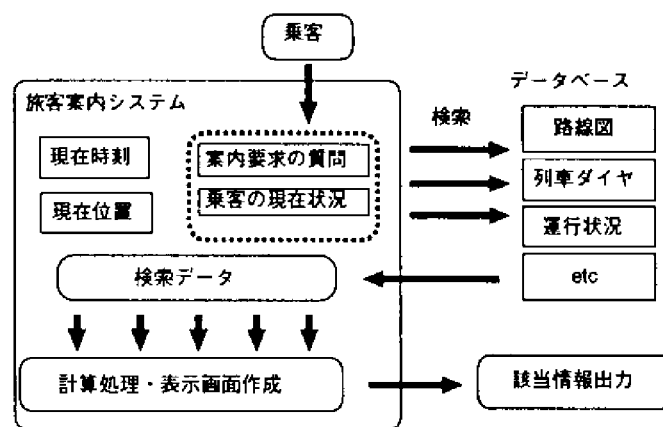 乗客
旅客案内システム
データベース
検索
現在時刻
案内要求の質問
路線図
現在位置
乗客の現在状況
列車ダイヤ
運行状況
検索データ
etc
計算処理・表示画面作成
該当情報出力